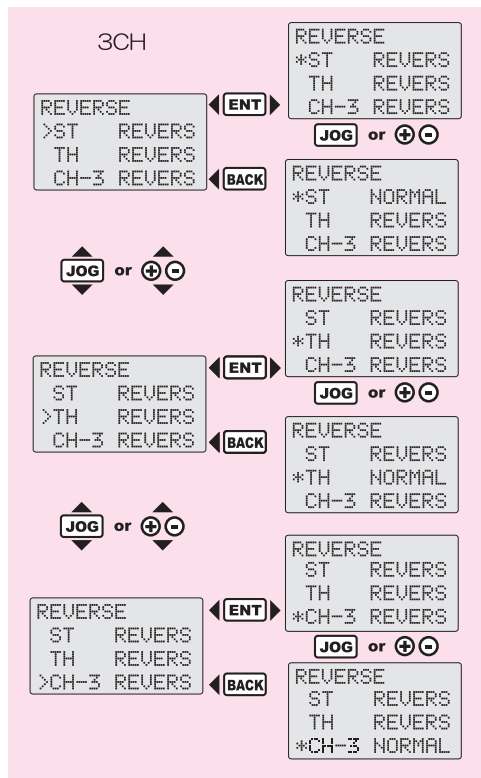 3CH
REVERSE
*ST REVERS
TH REVERS
CH-3 REVERS
REVERSE
>ST REVERS
TH REVERS
CH-3 REVERS
ENT
JOG or + -
BACK
REVERSE
*ST NORMAL
TH REVERS
CH-3 REVERS
JOG or + -
REVERSE
ST REVERS
*TH REVERS
CH-3 REVERS
REVERSE
ST REVERS
>TH REVERS
CH-3 REVERS
ENT
JOG or + -
BACK
REVERSE
ST REVERS
*TH NORMAL
CH-3 REVERS
JOG or + -
REVERSE
ST REVERS
TH REVERS
*CH-3 REVERS
REVERSE
ST REVERS
TH REVERS
>CH-3 REVERS
ENT
JOG or + -
BACK
REVERSE
ST REVERS
TH REVERS
*CH-3 NORMAL